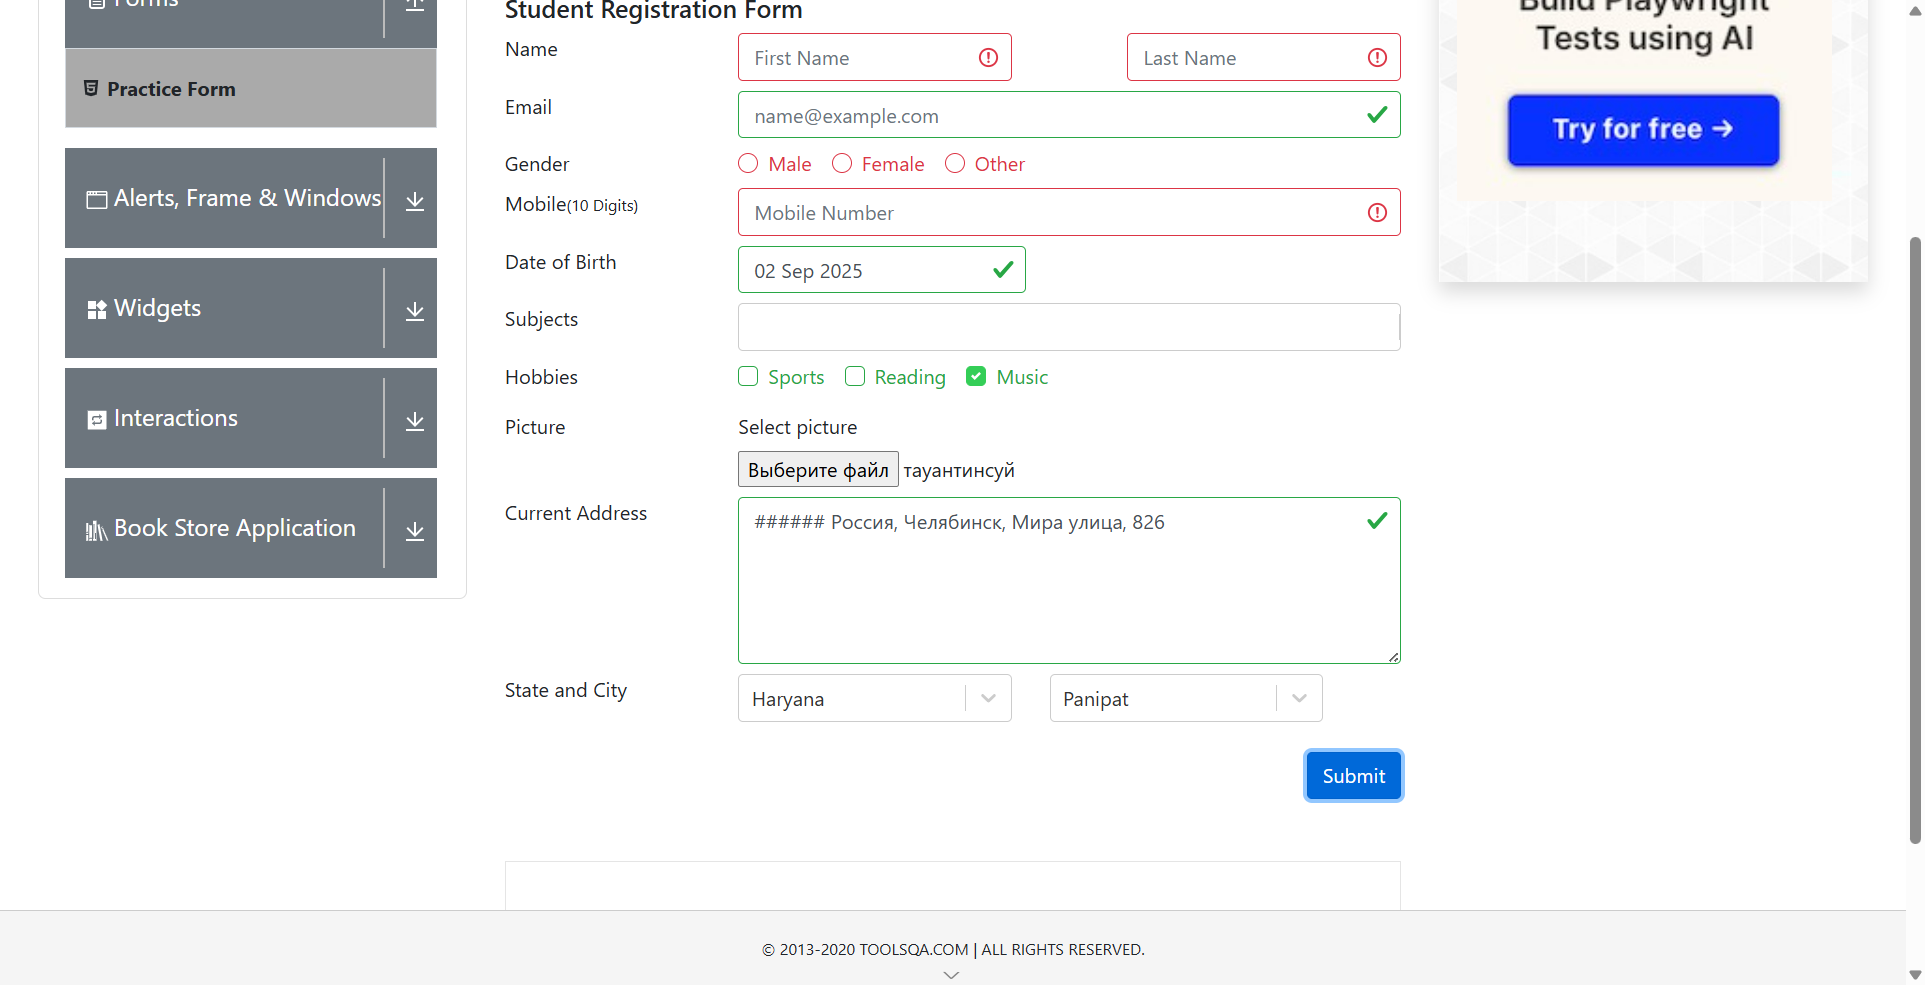 Forms
Practice Form
Alerts, Frame & Windows
Widgets
Interactions
Book Store Application
Student Registration Form
Name
First Name
Last Name
Email
name@example.com
Gender
Male
Female
Other
Mobile(10 Digits)
Mobile Number
Date of Birth
02 Sep 2025
Subjects
Hobbies
Sports
Reading
Music
Picture
Select picture
Выберите файл тауантинсуй
Current Address
###### Россия, Челябинск, Мира улица, 826
State and City
Haryana
Panipat
Submit
Build Playwright
Tests using AI
Try for free →
© 2013-2020 TOOLSQA.COM | ALL RIGHTS RESERVED.